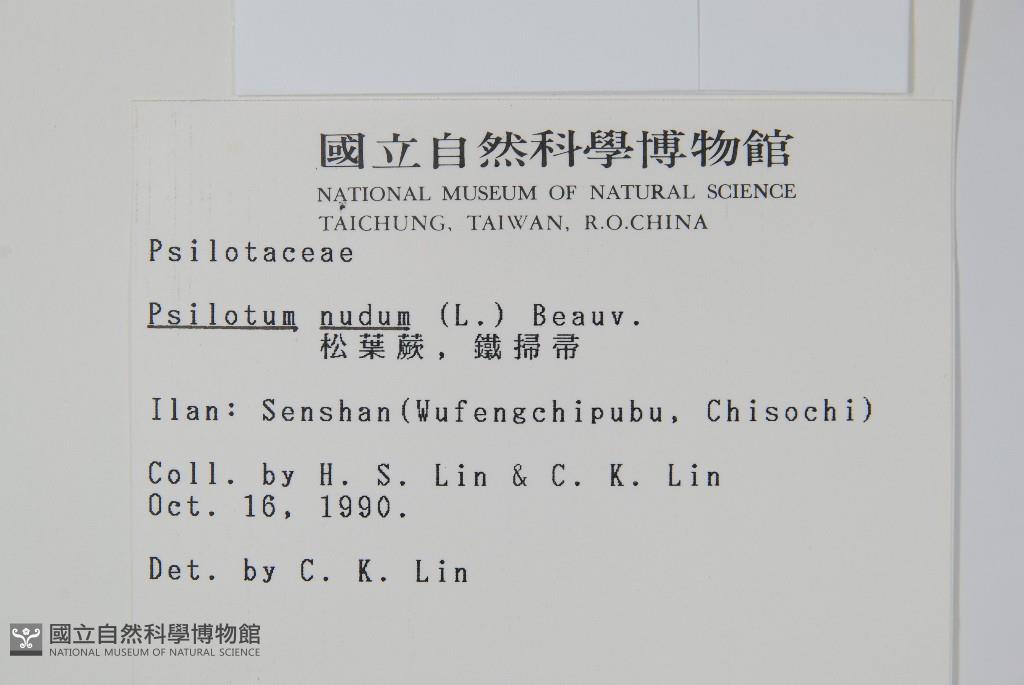 國立自然科學博物館
NATIONAL MUSEUM OF NATURAL SCIENCE
TAICHUNG, TAIWAN, R.O.CHINA
Psilotaceae
Psilotum nudum (L.) Beauv.
松葉蕨, 鐵掃帚
Ilan: Senshan(Wufengchipubu, Chisochi)
Coll. by H. S. Lin & C. K. Lin
Oct. 16, 1990.
Det. by C. K. Lin
國立自然科學博物館
NATIONAL MUSEUM OF NATURAL SCIENCE